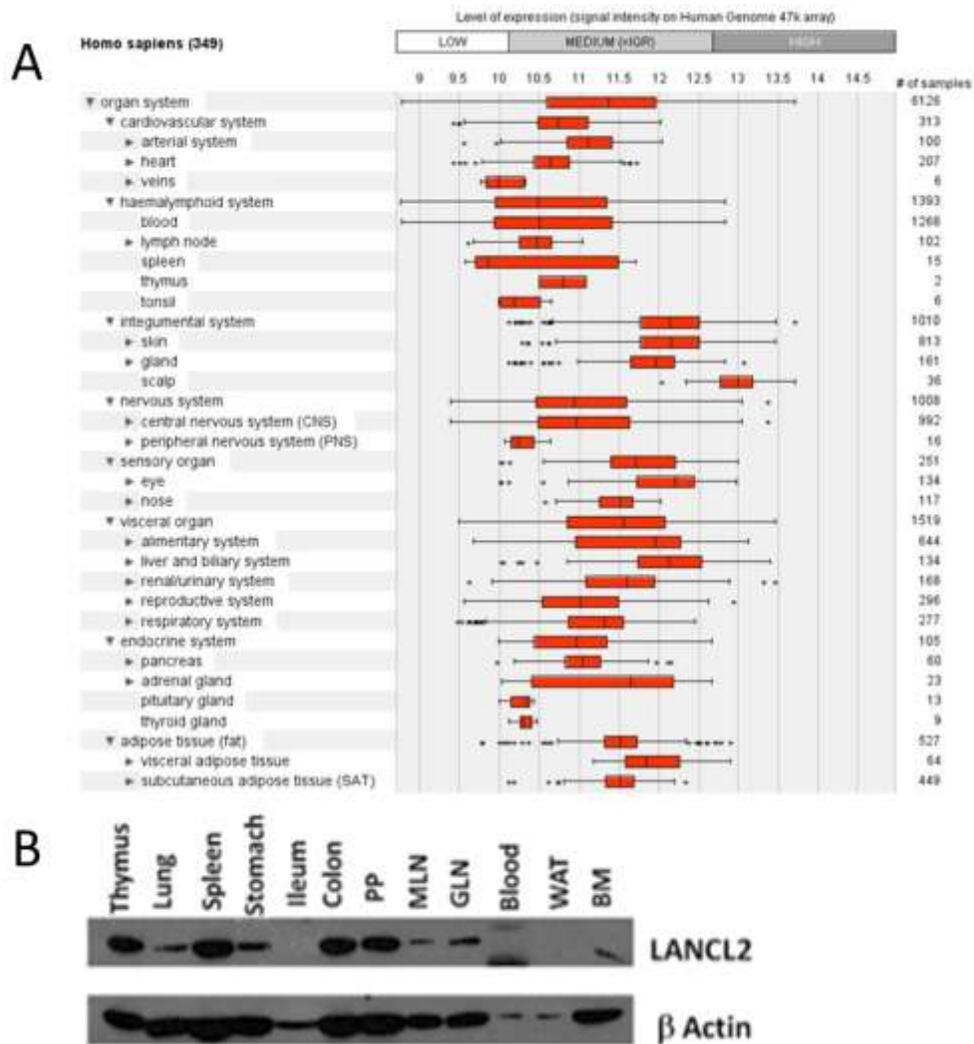 Level of expression (signal intensity on Human Genome 47k array)
A
Homo sapiens (349)
LOW MEDIUM (=IQR) HIGH
9 9.5 10 10.5 11 11.5 12 12.5 13 13.5 14 14.5
# of samples
▼ organ system 6126
▼ cardiovascular system 313
► arterial system 100
► heart 207
► veins 6
▼ haemalymphoid system 1393
blood 1268
► lymph node 102
spleen 15
thymus 2
tonsil 6
▼ integumental system 1010
► skin 813
► gland 161
scalp 36
▼ nervous system 1008
► central nervous system (CNS) 992
► peripheral nervous system (PNS) 16
▼ sensory organ 251
► eye 134
► nose 117
▼ visceral organ 1519
► alimentary system 644
► liver and biliary system 134
► renal/urinary system 168
► reproductive system 296
► respiratory system 277
▼ endocrine system 105
► pancreas 60
► adrenal gland 23
pituitary gland 13
thyroid gland 9
▼ adipose tissue (fat) 527
► visceral adipose tissue 64
► subcutaneous adipose tissue (SAT) 449
B
Thymus Lung Spleen Stomach Ileum Colon PP MLN GLN Blood WAT BM
LANCL2
β Actin